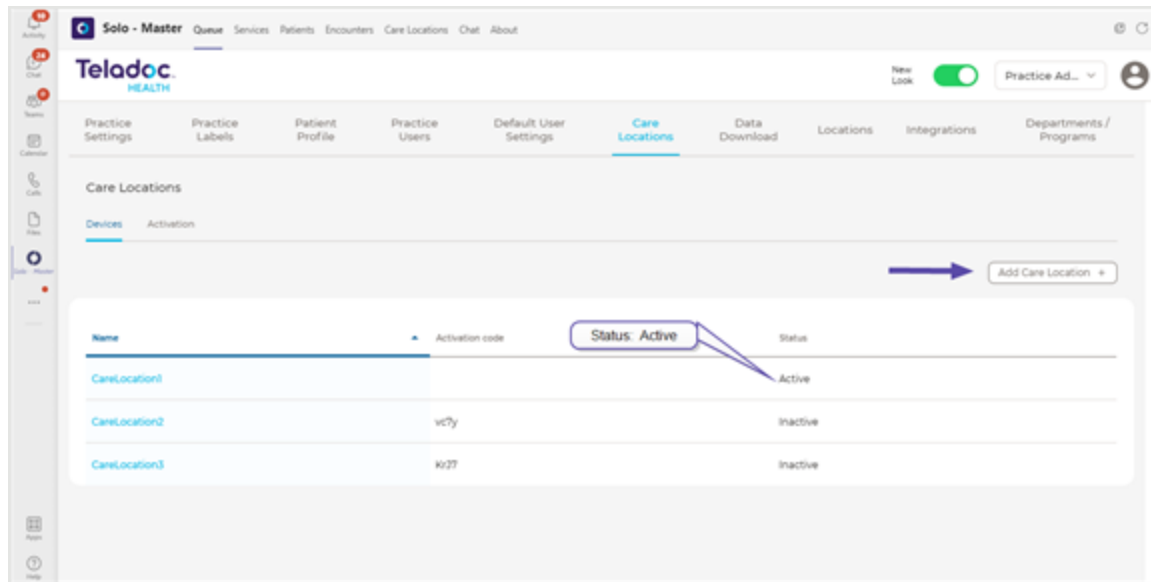 Solo - Master Queue Services Patients Encounters Care Locations Chat About
Activity
Chat
Teams
Calendar
Calls
Files
Solo - Master
...
Apps
Help
Teladoc
HEALTH
New
Look
Practice Ad...
Practice
Settings
Practice
Labels
Patient
Profile
Practice
Users
Default User
Settings
Care
Locations
Data
Download
Locations
Integrations
Departments /
Programs
Care Locations
Devices Activation
Add Care Location +
Name Activation code Status
Status: Active
CareLocation1 Active
CareLocation2 vc7y Inactive
CareLocation3 Inactive